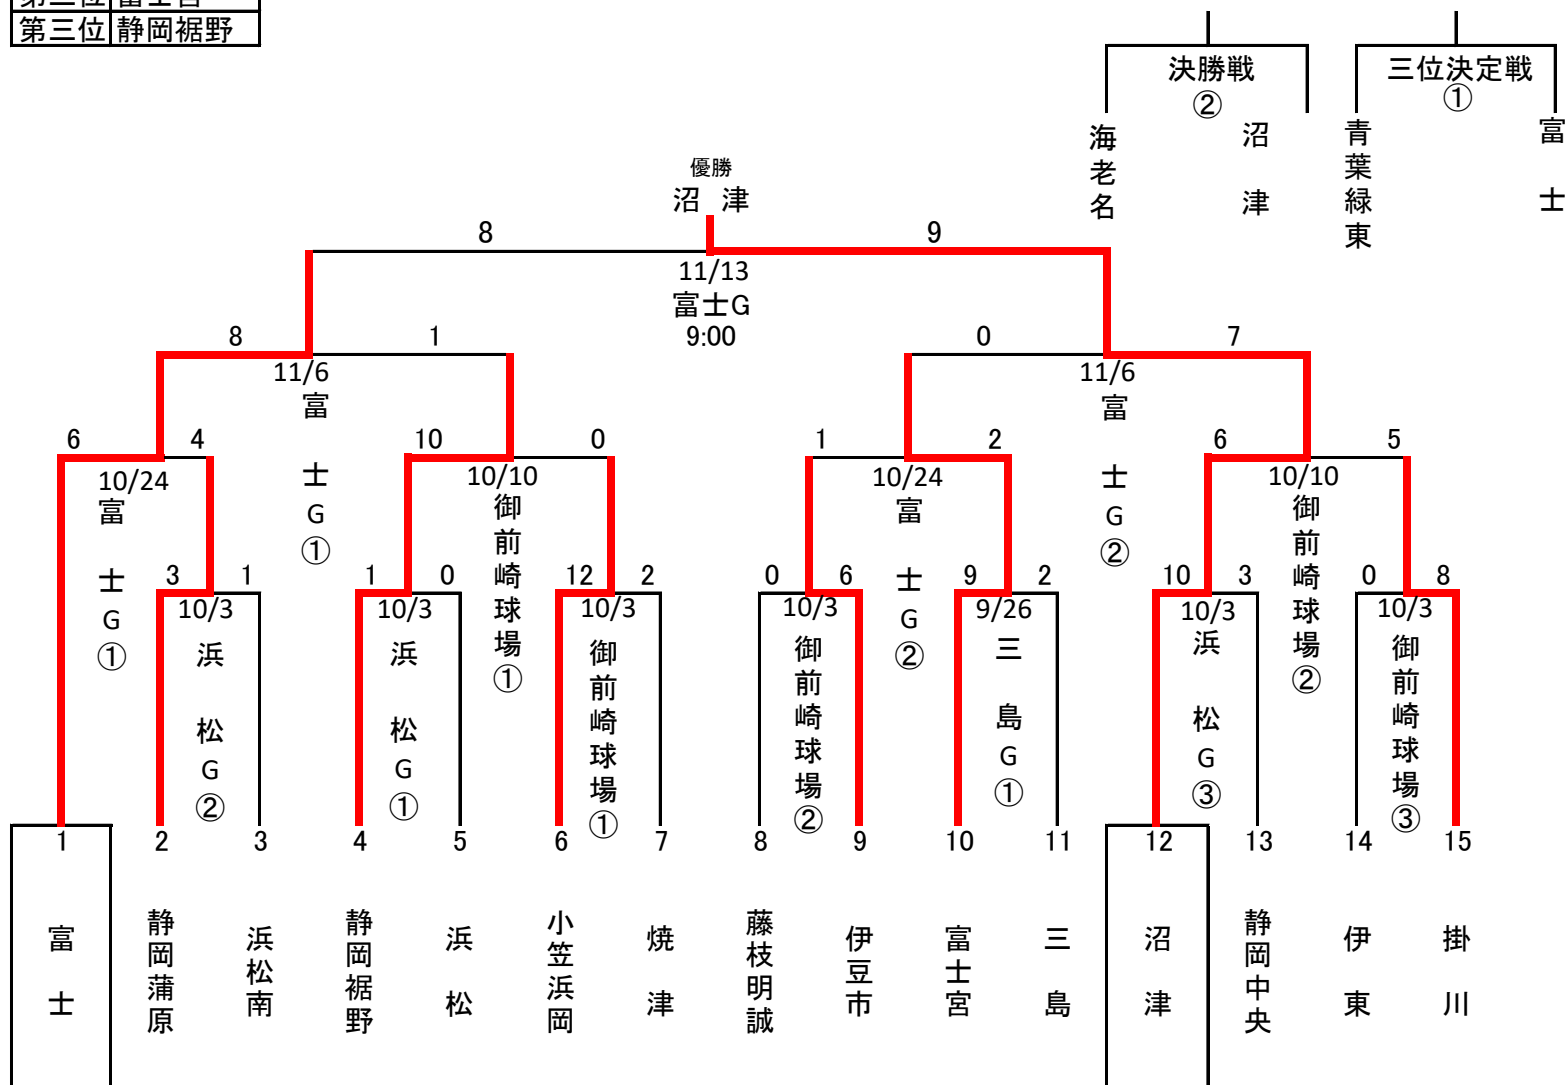 第三位 富士宮
第三位 静岡裾野
決勝戦
②
三位決定戦
①
海老名
沼津
青葉緑東
富士
優勝
沼津
8
9
11/13
富士G
9:00
8
1
0
7
11/6
富士G①
11/6
富士G②
6
4
10
0
1
2
6
5
10/24
富士G①
10/10
御前崎球場①
10/24
富士G②
10/10
御前崎球場②
3
1
1
0
12
2
0
6
9
2
10
3
0
8
10/3
浜松G②
10/3
浜松G①
10/3
御前崎球場①
10/3
御前崎球場②
9/26
三島G①
10/3
浜松G③
10/3
御前崎球場③
1
2
3
4
5
6
7
8
9
10
11
12
13
14
15
富士
静岡蒲原
浜松南
静岡裾野
浜松
小笠浜岡
焼津
藤枝明誠
伊豆市
富士宮
三島
沼津
静岡中央
伊東
掛川